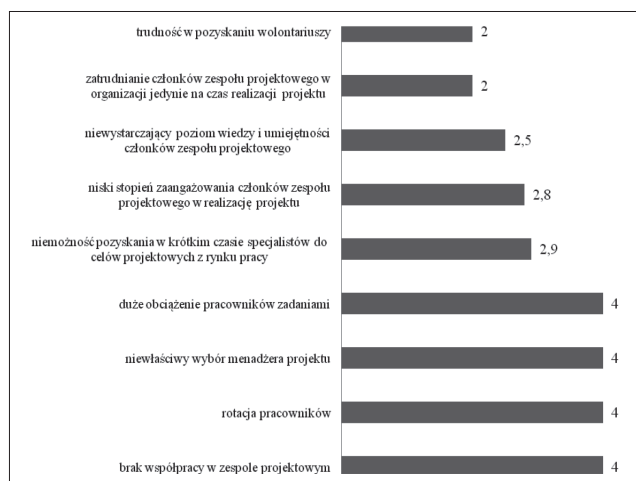 trudność w pozyskaniu wolontariuszy
2
zatrudnianie członków zespołu projektowego w
organizacji jedynie na czas realizacji projektu
2
niewystarczający poziom wiedzy i umiejętności
członków zespołu projektowego
2,5
niski stopień zaangażowania członków zespołu
projektowego w realizację projektu
2,8
niemożność pozyskania w krótkim czasie specjalistów do
celów projektowych z rynku pracy
2,9
duże obciążenie pracowników zadaniami
4
niewłaściwy wybór menadżera projektu
4
rotacja pracowników
4
brak współpracy w zespole projektowym
4